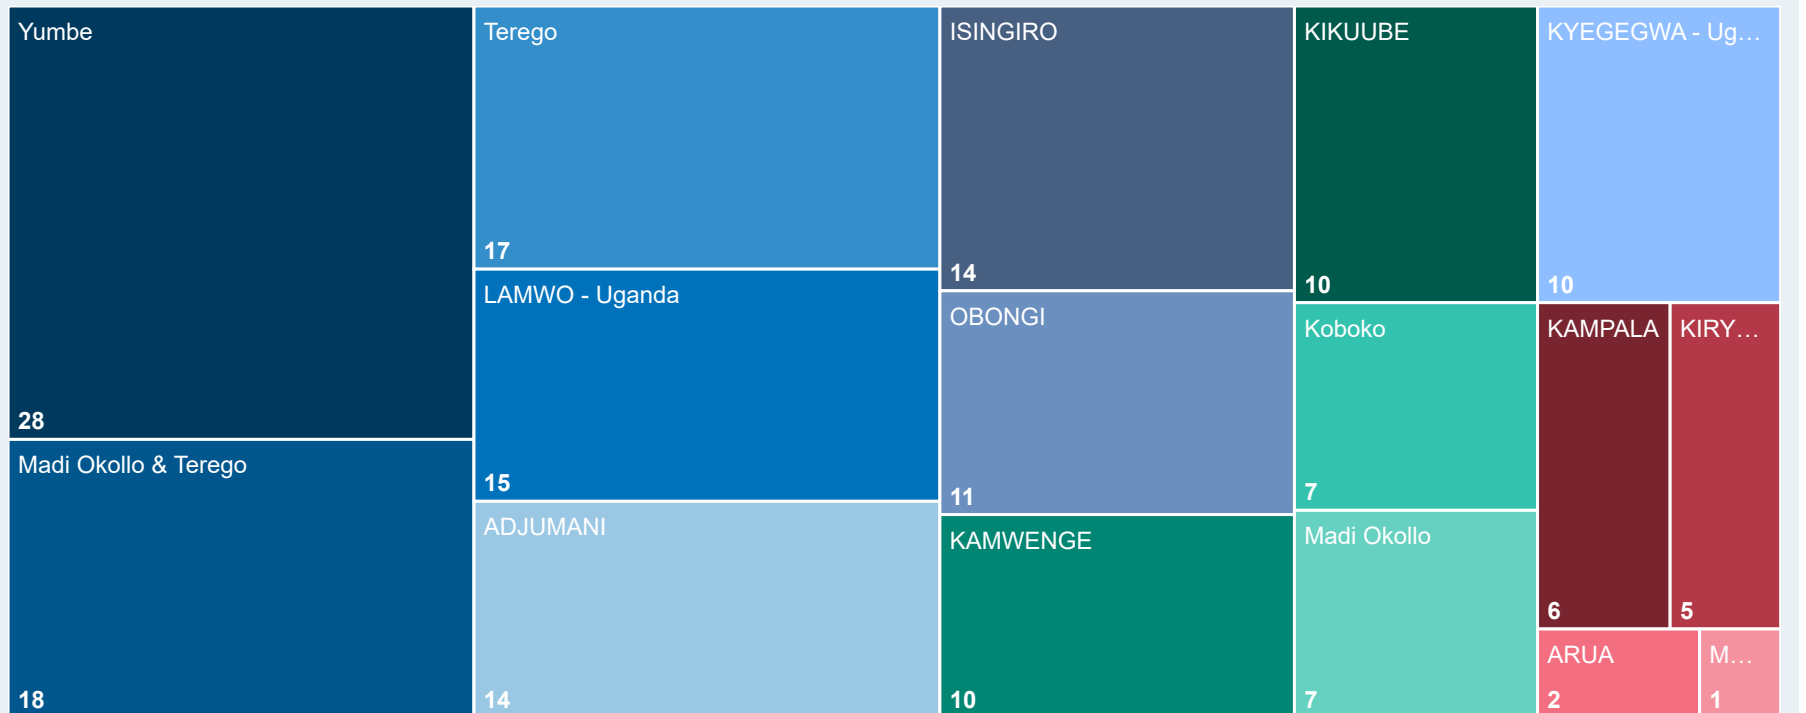 Yumbe
28
Madi Okollo & Terego
18
Terego
17
LAMWO - Uganda
15
ADJUMANI
14
ISINGIRO
14
OBONGI
11
KAMWENGE
10
KIKUUBE
10
Koboko
7
Madi Okollo
7
KYEGEGWA - Ug...
10
KAMPALA
6
KIRY...
5
ARUA
2
M...
1